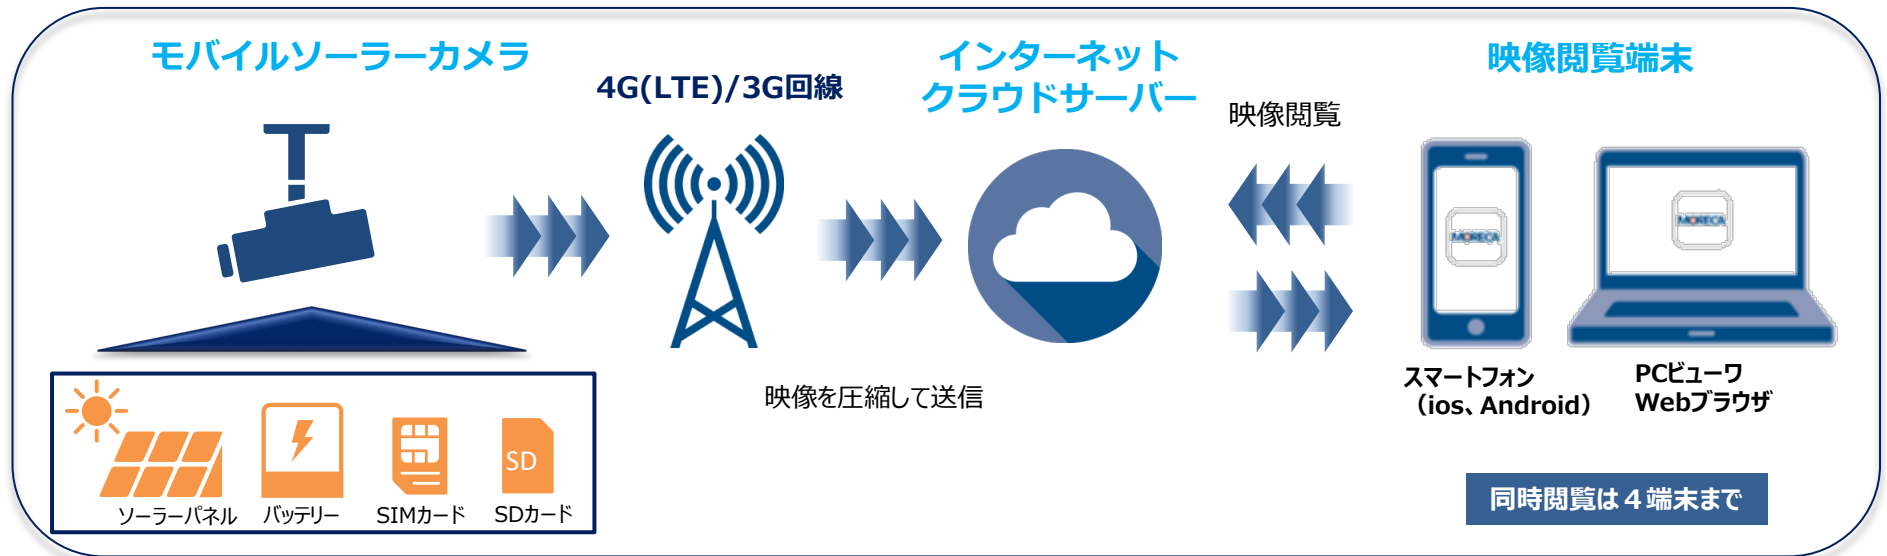 モバイルソーラーカメラ
4G(LTE)/3G回線
インターネット
クラウドサーバー
映像閲覧
映像閲覧端末
MORECA
MORECA
映像を圧縮して送信
スマートフォン
（ios、Android）
PCビューワ
Webブラウザ
SD
ソーラーパネル
バッテリー
SIMカード
SDカード
同時閲覧は４端末まで